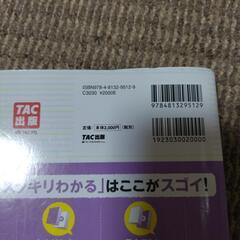 ISBN978-4-8132-9512-9
C3030 ¥2000E
定価：本体2,000円（税別）
TAC出版
9784813295129
1923030020000
TAC
出版
スッキリわかる」はここがスゴイ!